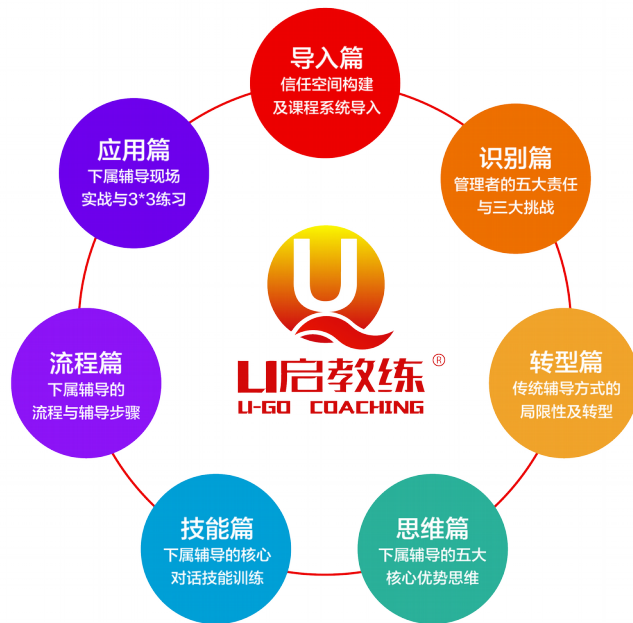 导入篇
信任空间构建
及课程系统导入
识别篇
管理者的五大责任
与三大挑战
转型篇
传统辅导方式的
局限性及转型
思维篇
下属辅导的五大
核心优势思维
技能篇
下属辅导的核心
对话技能训练
流程篇
下属辅导的
流程与辅导步骤
应用篇
下属辅导现场
实战与3*3练习
U
U启教练®
U-GO COACHING